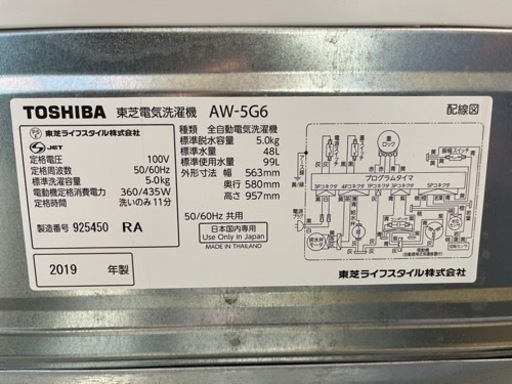 TOSHIBA 東芝電気洗濯機 AW-5G6
東芝ライフスタイル株式会社
JET
定格電圧 100V
定格周波数 50/60Hz
標準洗濯容量 5.0kg
電動機定格消費電力 360/435W
定格時間 洗いのみ11分
製造番号 925450 RA
2019 年製
種類 全自動電気洗濯機
標準脱水容量 5.0kg
標準水量 48L
標準使用水量 99L
外形寸法 幅 563mm
奥行 580mm
高さ 957mm
50/60Hz 共用
日本国内専用
Use Only in Japan
MADE IN THAILAND
配線図
ふた
ロック
プログラムタイマ
東芝ライフスタイル株式会社